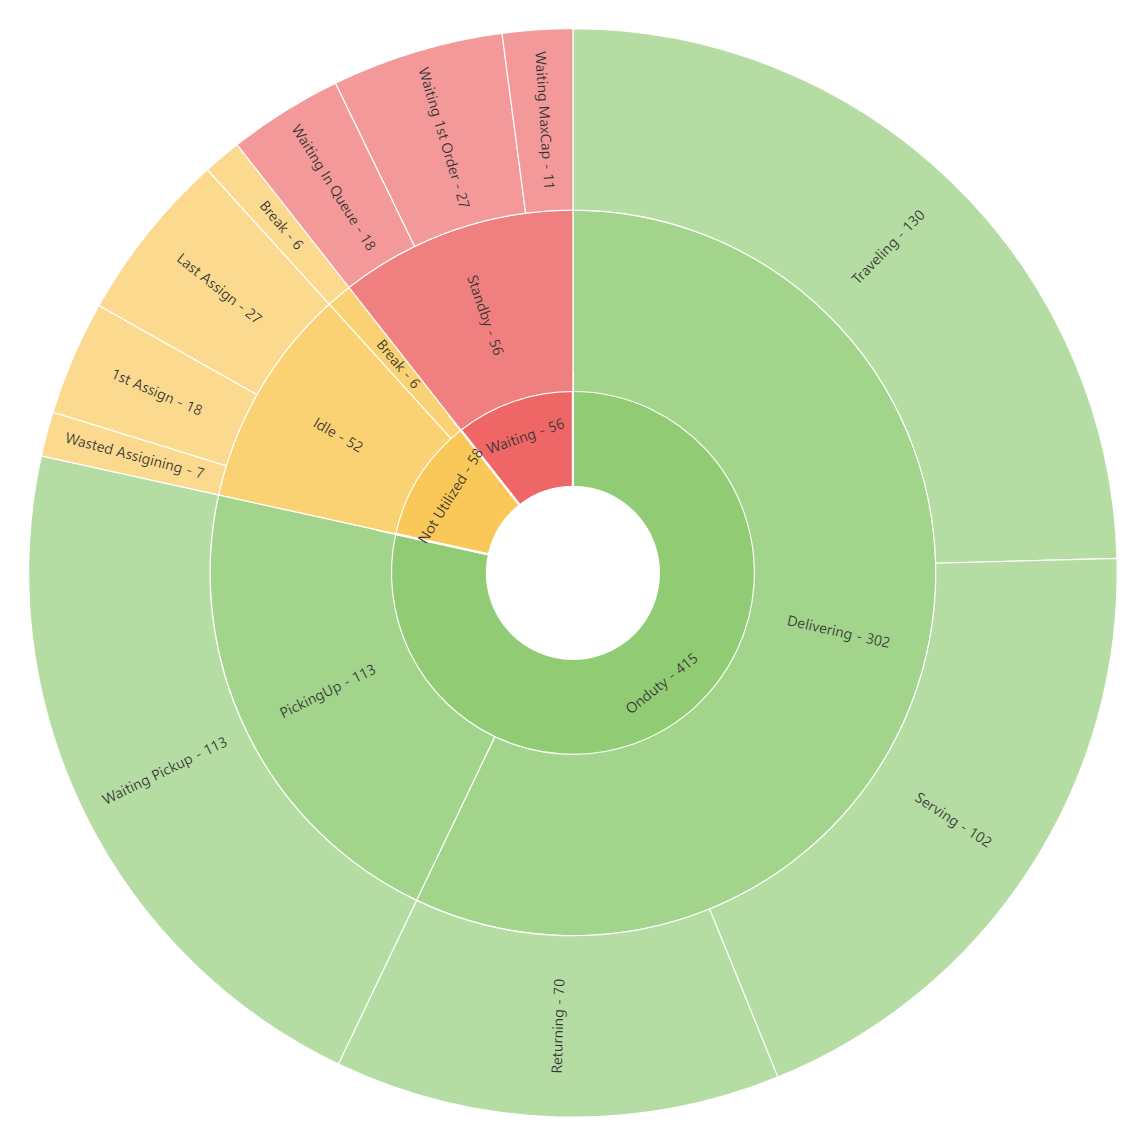 Onduty - 415
Delivering - 302
Traveling - 130
Serving - 102
Returning - 70
PickingUp - 113
Waiting Pickup - 113
Not Utilized - 58
Idle - 52
Wasted Assigining - 7
1st Assign - 18
Last Assign - 27
Break - 6
Break - 6
Waiting - 56
Standby - 56
Waiting In Queue - 18
Waiting 1st Order - 27
Waiting MaxCap - 11